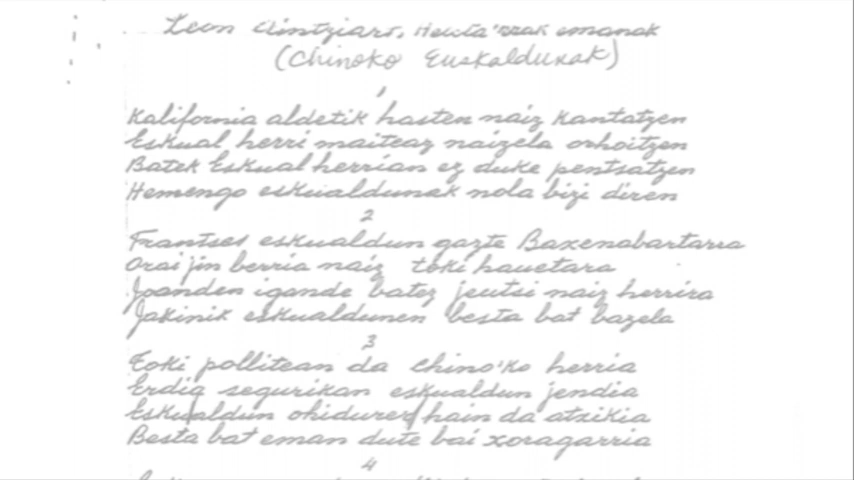 Leon Aintziart, Heleta'rrak emanak
(Chinoko Euskaldunak)
1
Kalifornia aldetik hasten naiz kantatzen
Eskual herri maiteaz naizela orhoitzen
Batek Eskual herrian ez duke pentsatzen
Hemengo eskualdunak nola bizi diren
2
Frantses eskualdun gazte Baxenabartarra
Orai jin berria naiz toki hauetara
Joanden igande batez jeutsi naiz herrira
Jakinik eskualdunen besta bat bazela
3
Toki pollitean da Chino'ko herria
Erdia segurikan eskualdun jendia
Eskualdun ohidurer hain da atxikia
Besta bat eman dute bai xoragarria
4